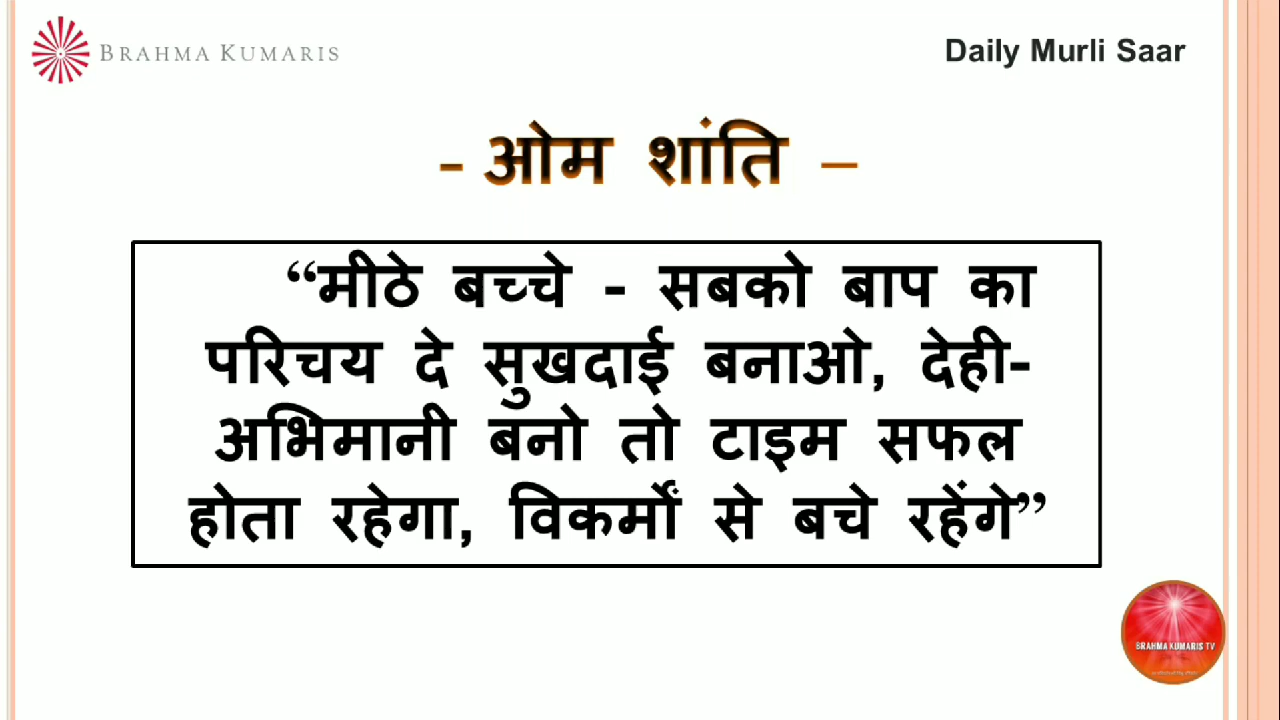 BRAHMA KUMARIS
Daily Murli Saar
- ओम शांति –
“मीठे बच्चे - सबको बाप का
परिचय दे सुखदाई बनाओ, देही-
अभिमानी बनो तो टाइम सफल
होता रहेगा, विकर्मों से बचे रहेंगे”
BRAHMA KUMARIS TV